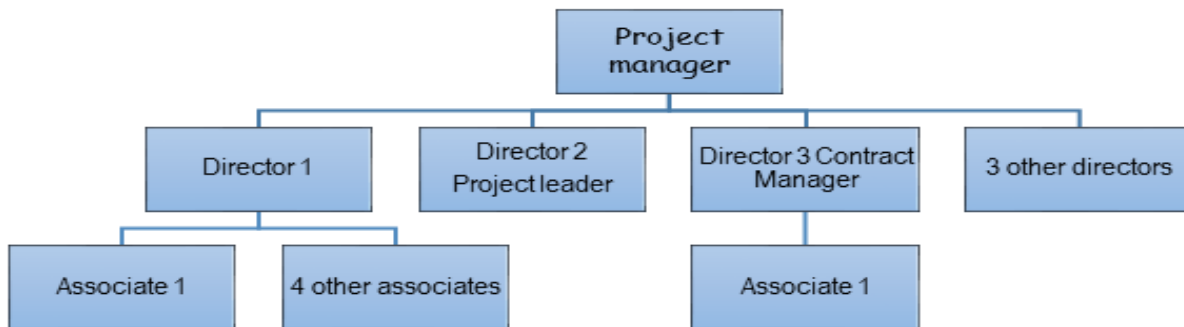 Project
manager
Director 1
Director 2
Project leader
Director 3 Contract
Manager
3 other directors
Associate 1
4 other associates
Associate 1